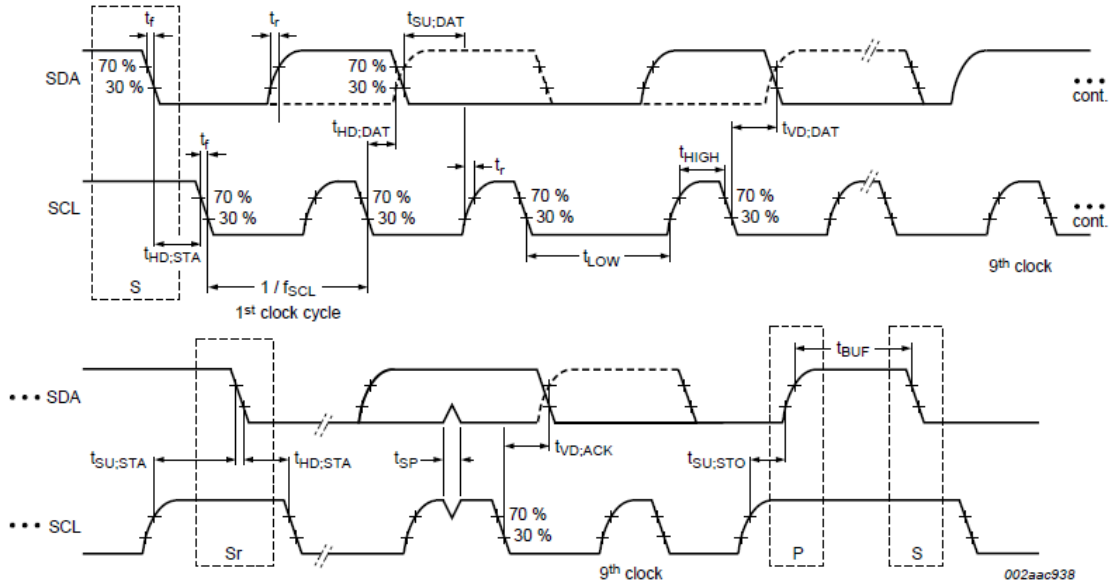 tf
tr
tSU;DAT
SDA
70 %
30 %
70 %
30 %
cont.
tf
tHD;DAT
tr
tHIGH
tVD;DAT
SCL
70 %
30 %
70 %
30 %
70 %
30 %
70 %
30 %
cont.
tHD;STA
tLOW
9th clock
S
1 / fSCL
1st clock cycle
tBUF
SDA
tSU;STA
tHD;STA
tSP
tVD;ACK
tSU;STO
SCL
70 %
30 %
Sr
9th clock
P
S
002aac938